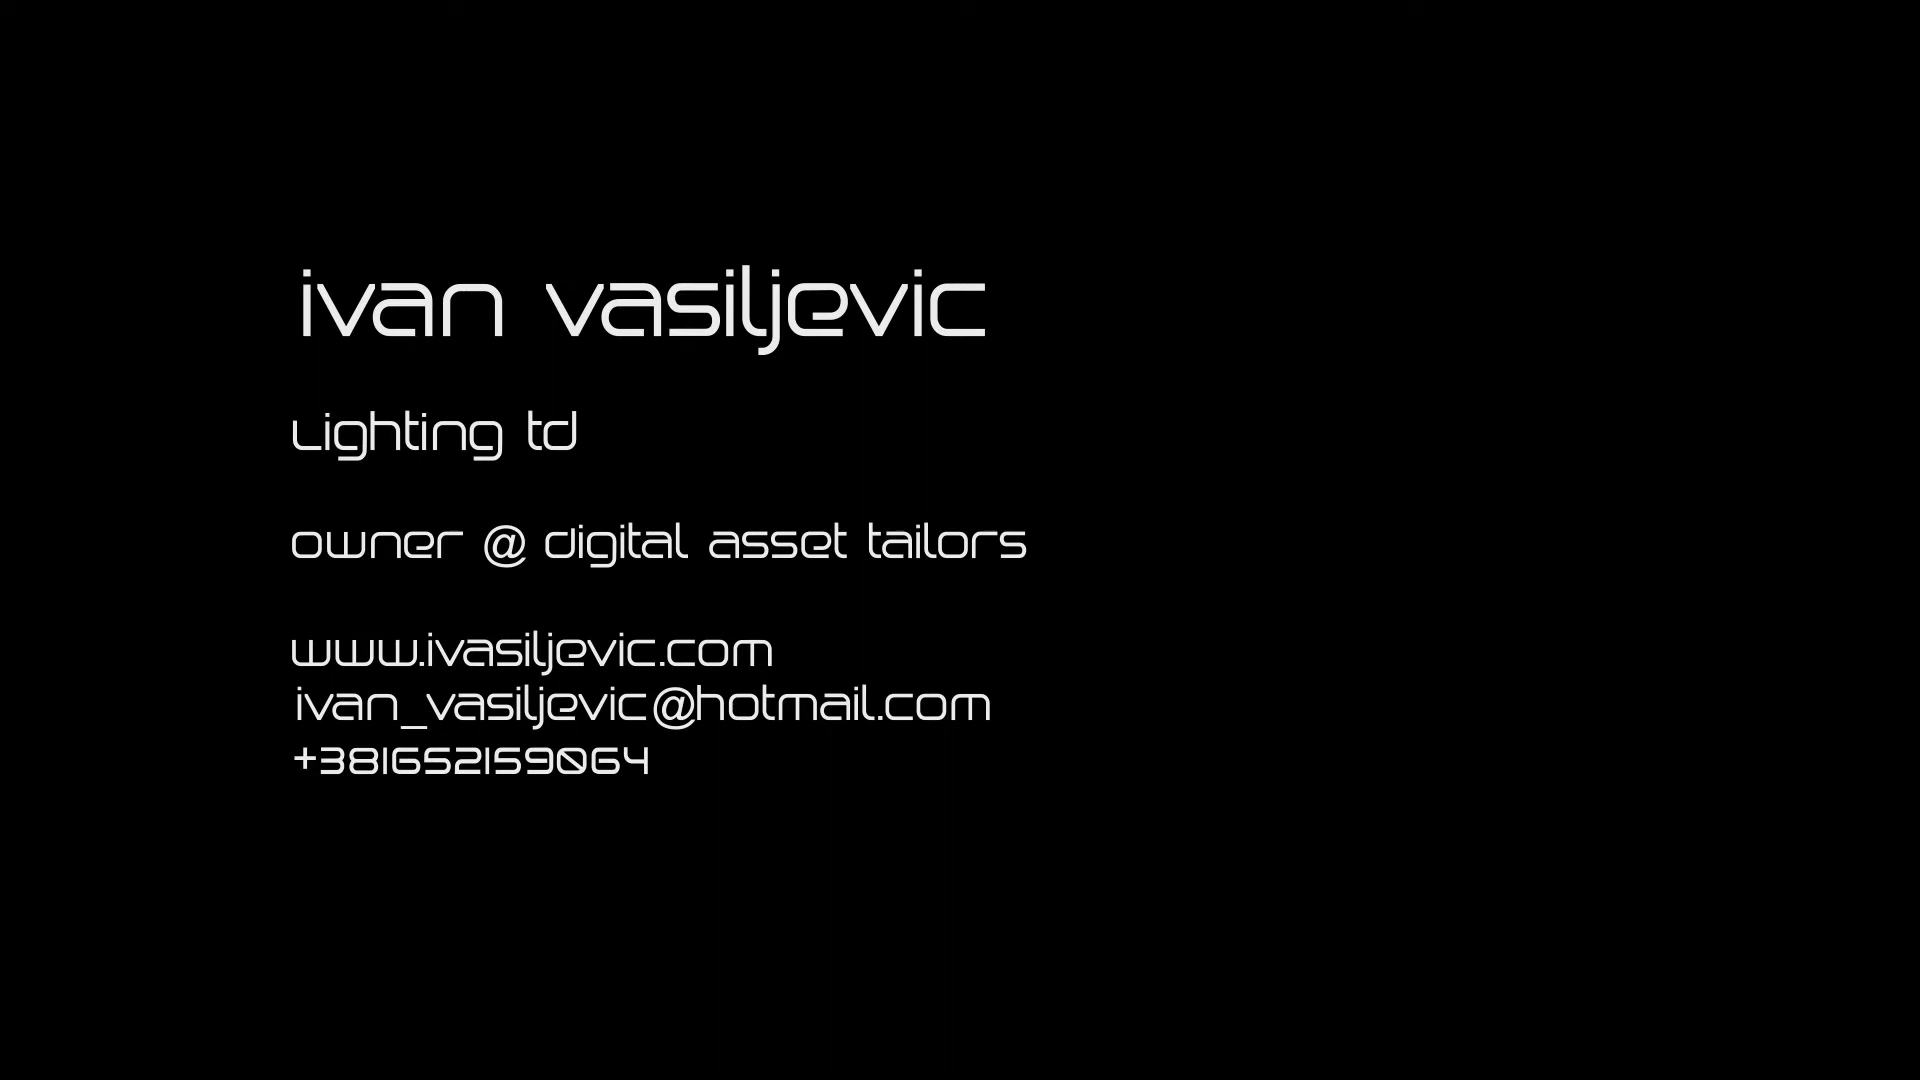 ivan vasiljevic
Lighting td
owner @ digital asset tailors
www.ivasiljevic.com
ivan_vasiljevic@hotmail.com
+381652159064